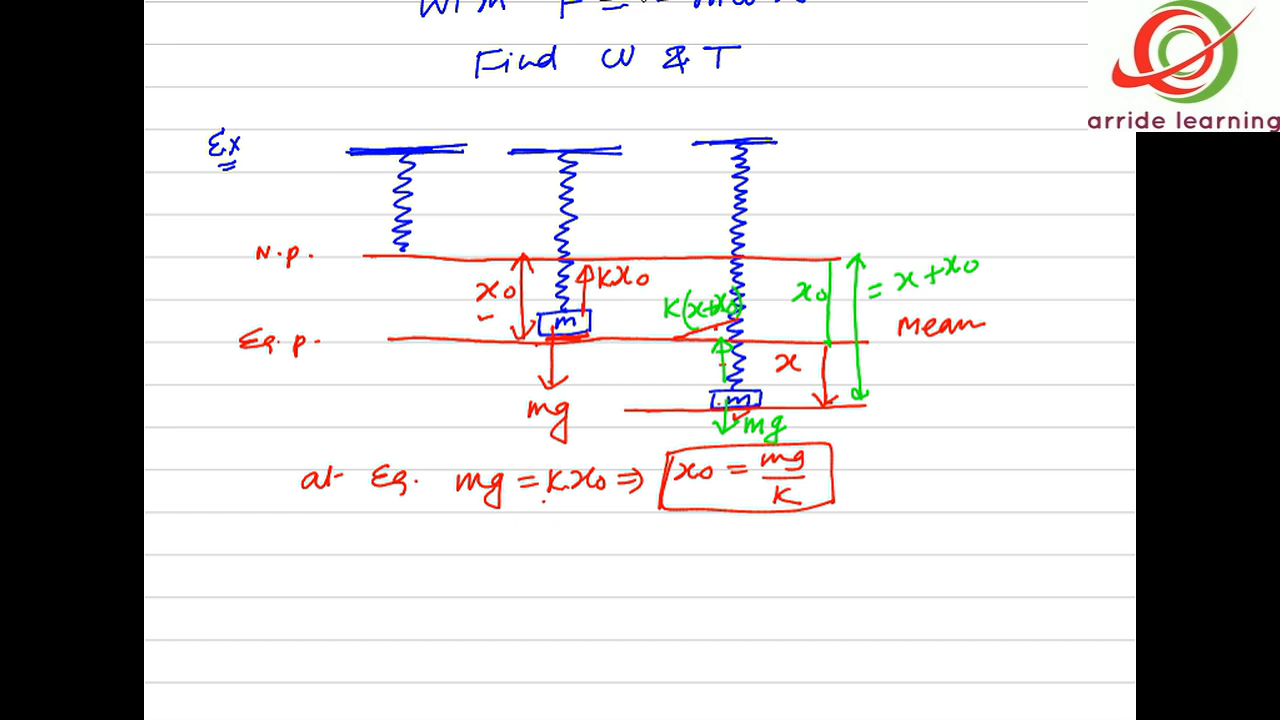 Find ω & T
arride learning
Ex
N.p.
x₀
kx₀
K(x+x₀)
x₀
= x+x₀
m
Mean
Eq. p.
x
m
mg
mg
at Eq. mg = kx₀ ⇒ x₀ = mg/K